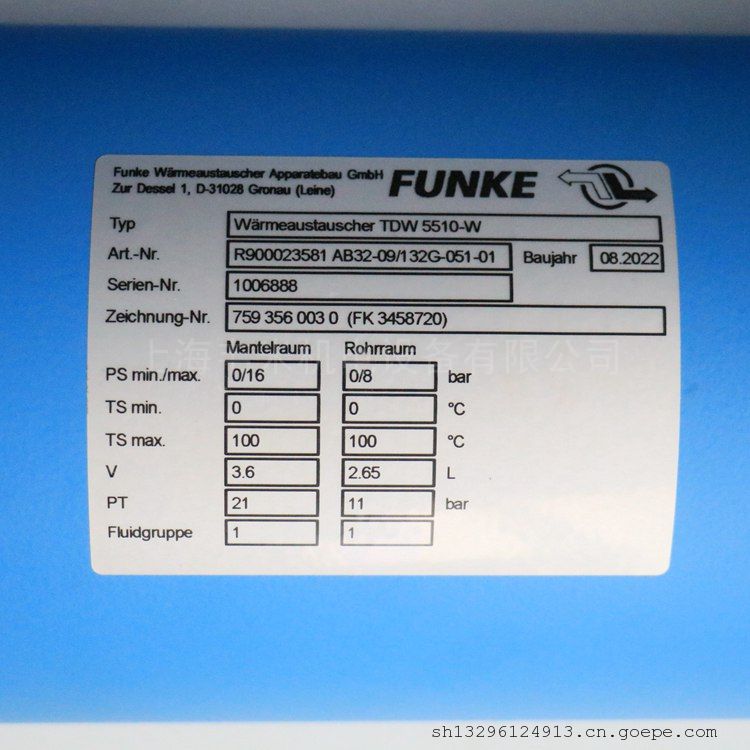 Funke Wärmeaustauscher Apparatebau GmbH
Zur Dessel 1, D-31028 Gronau (Leine)
FUNKE
Typ Wärmeaustauscher TDW 5510-W
Art.-Nr. R900023581 AB32-09/132G-051-01 Baujahr 08.2022
Serien-Nr. 1006888
Zeichnung-Nr. 759 356 003 0 (FK 3458720)
Mantelraum Rohrraum
PS min./max. 0/16 0/8 bar
TS min. 0 0 °C
TS max. 100 100 °C
V 3.6 2.65 L
PT 21 11 bar
Fluidgruppe 1 1
sh13296124913.cn.goepe.com